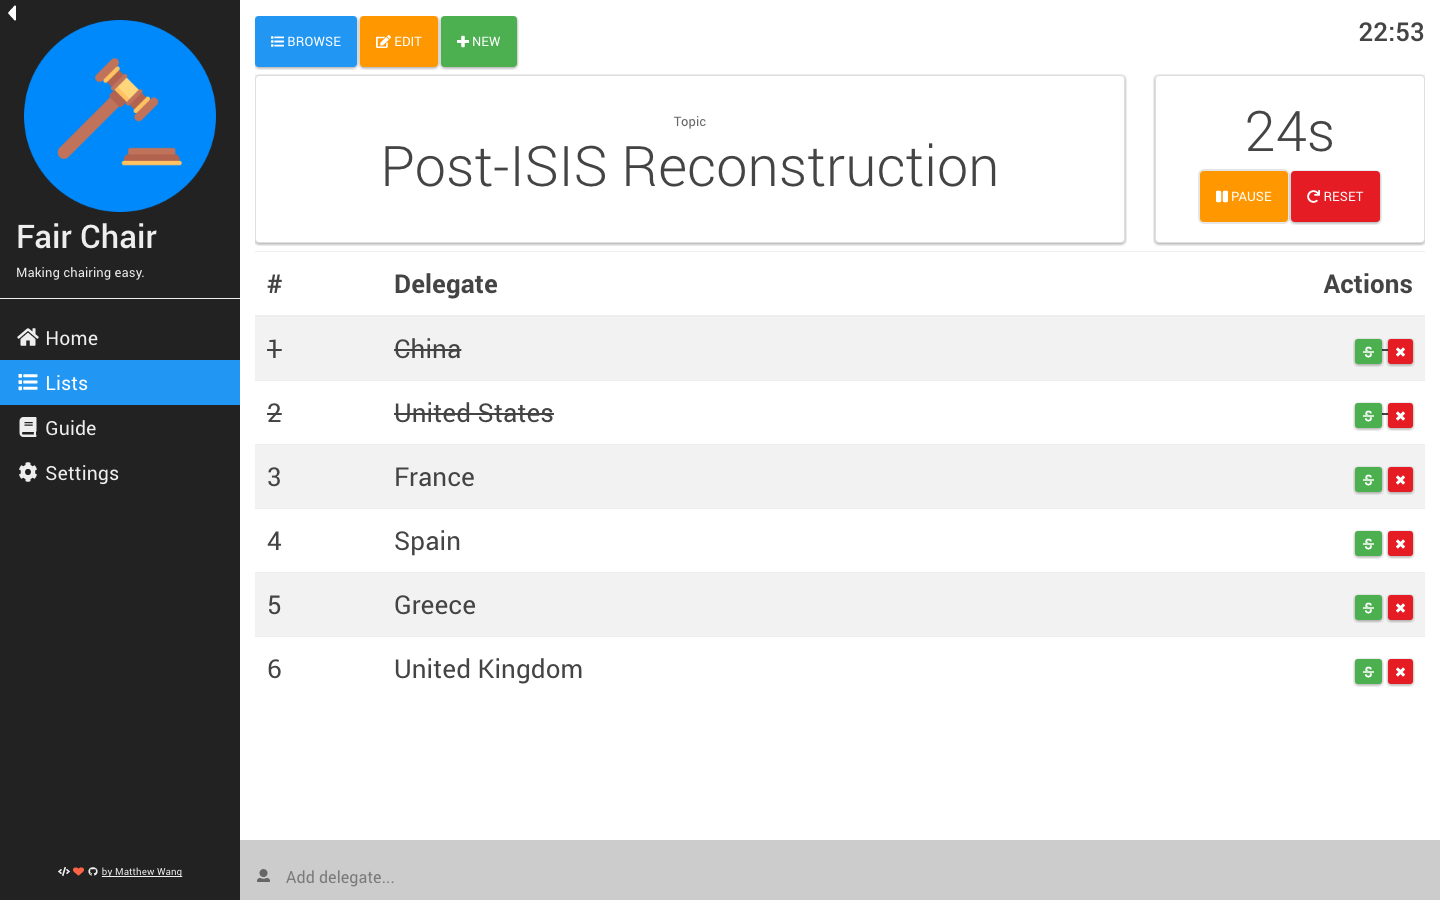 Fair Chair
Making chairing easy.
Home
Lists
Guide
Settings
by Matthew Wang
BROWSE EDIT NEW
22:53
Topic
Post-ISIS Reconstruction
24s
PAUSE RESET
# Delegate Actions
1 China S
2 United States S
3 France S
4 Spain S
5 Greece S
6 United Kingdom S
Add delegate...